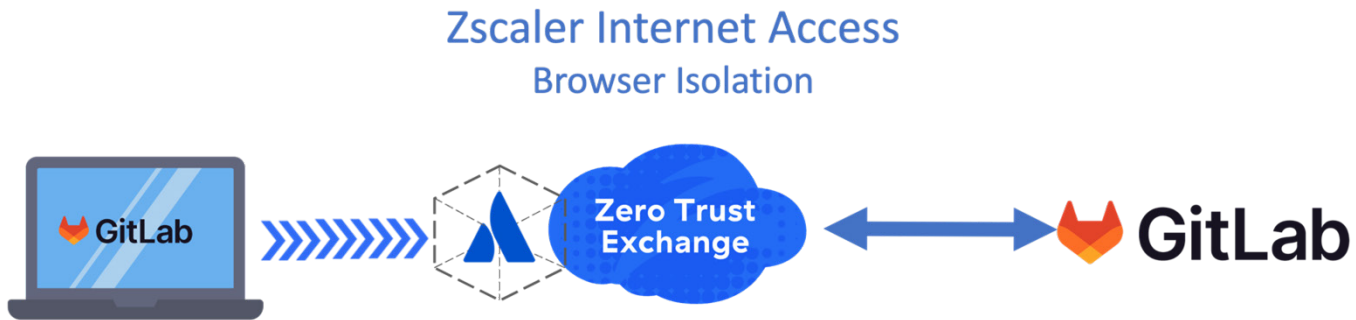 Zscaler Internet Access
Browser Isolation
GitLab
Zero Trust
Exchange
GitLab